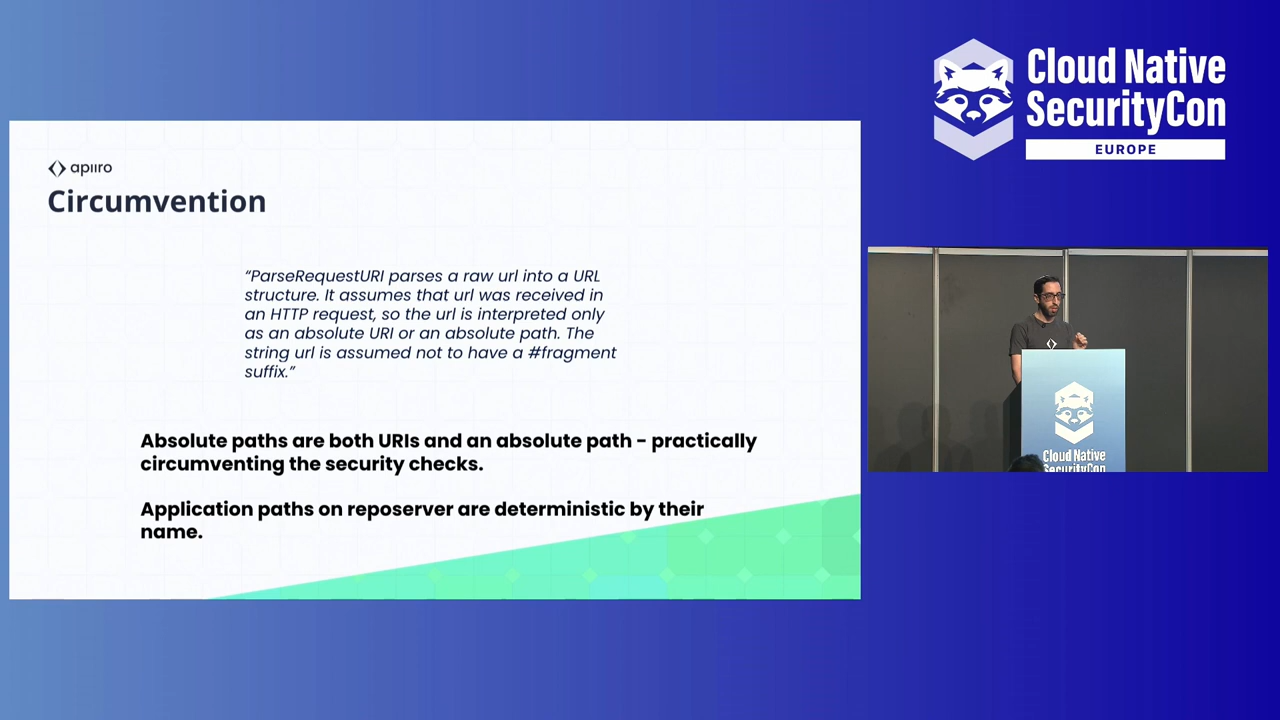 Cloud Native
SecurityCon
EUROPE
apiiro
Circumvention
“ParseRequestURI parses a raw url into a URL
structure. It assumes that url was received in
an HTTP request, so the url is interpreted only
as an absolute URI or an absolute path. The
string url is assumed not to have a #fragment
suffix.”
Absolute paths are both URIs and an absolute path - practically
circumventing the security checks.
Application paths on reposerver are deterministic by their
name.
Cloud Native
SecurityCon